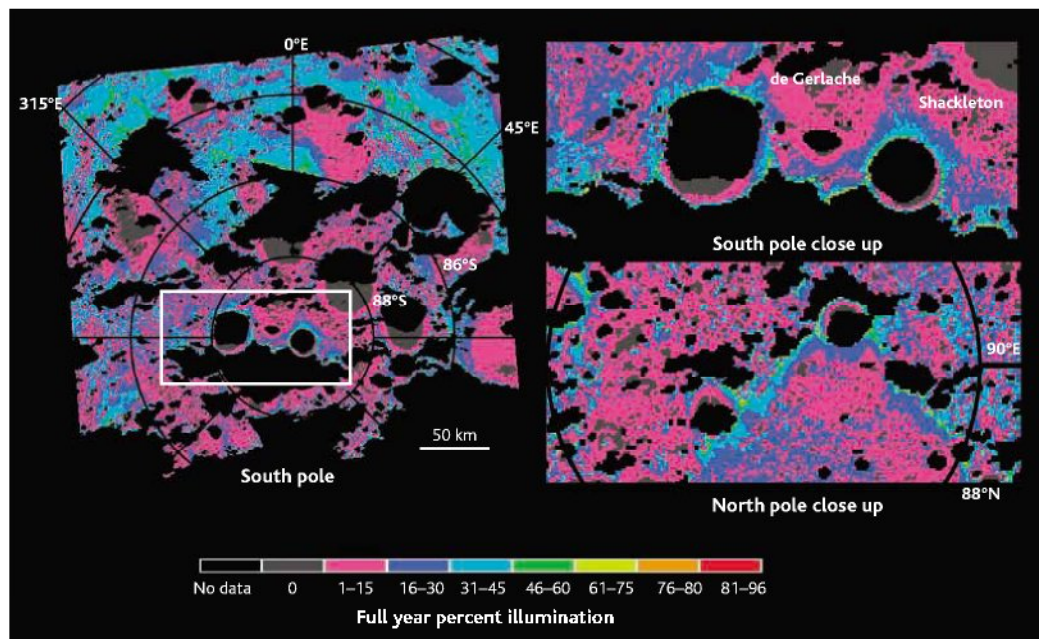 0°E
315°E
45°E
86°S
88°S
50 km
South pole
de Gerlache
Shackleton
South pole close up
90°E
88°N
North pole close up
No data 0 1–15 16–30 31–45 46–60 61–75 76–80 81–96
Full year percent illumination